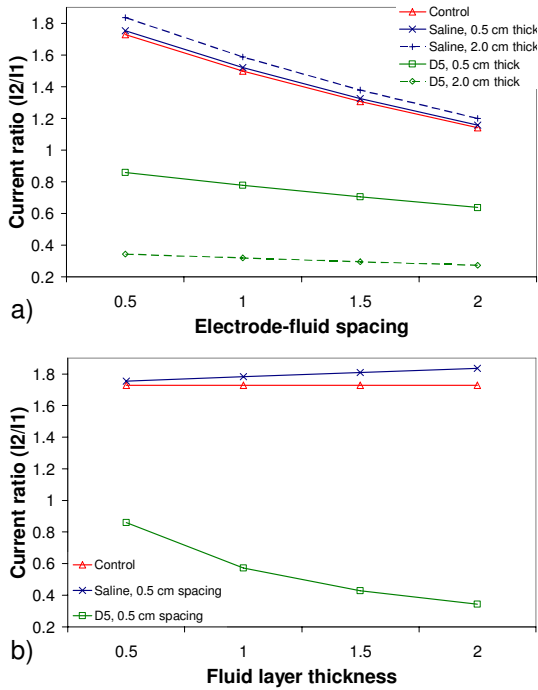 Control
Saline, 0.5 cm thick
Saline, 2.0 cm thick
D5, 0.5 cm thick
D5, 2.0 cm thick
Current ratio (I2/I1)
1.8
1.6
1.4
1.2
1
0.8
0.6
0.4
0.2
0.5 1 1.5 2
a)
Electrode-fluid spacing
Current ratio (I2/I1)
1.8
1.6
1.4
1.2
1
0.8
0.6
0.4
0.2
Control
Saline, 0.5 cm spacing
D5, 0.5 cm spacing
0.5 1 1.5 2
b)
Fluid layer thickness